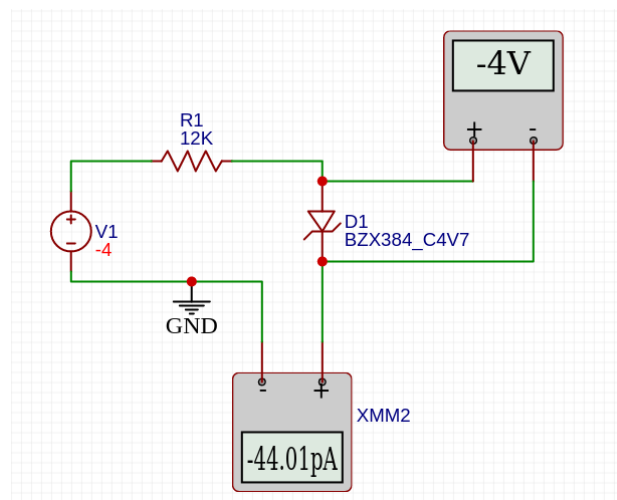 -4V
+ -
R1
12K
D1
BZX384_C4V7
+
−
V1
-4
GND
- +
XMM2
-44.01pA